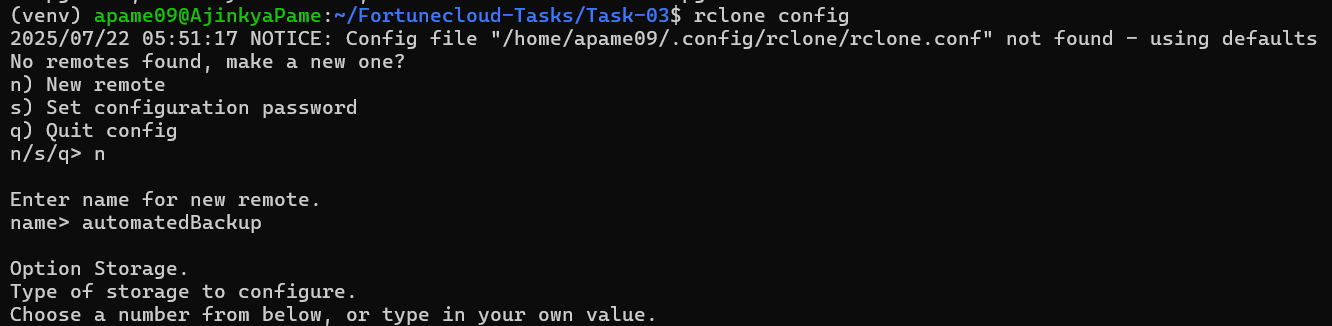 (venv) apame09@AjinkyaPame:~/Fortunecloud-Tasks/Task-03$ rclone config
2025/07/22 05:51:17 NOTICE: Config file "/home/apame09/.config/rclone/rclone.conf" not found - using defaults
No remotes found, make a new one?
n) New remote
s) Set configuration password
q) Quit config
n/s/q> n
Enter name for new remote.
name> automatedBackup
Option Storage.
Type of storage to configure.
Choose a number from below, or type in your own value.